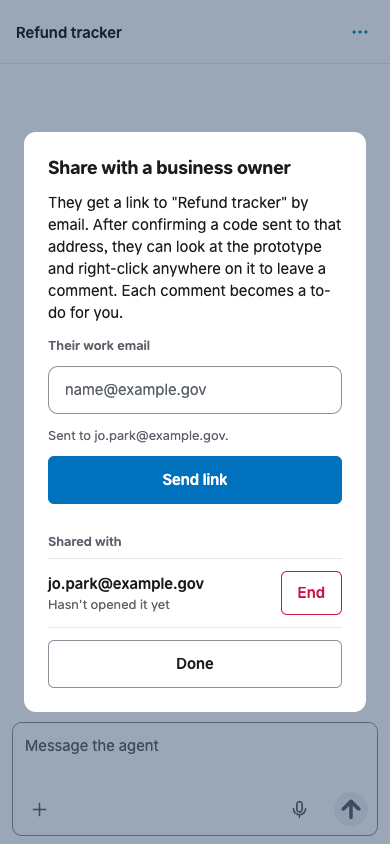 Refund tracker
Share with a business owner
They get a link to "Refund tracker" by
email. After confirming a code sent to that
address, they can look at the prototype
and right-click anywhere on it to leave a
comment. Each comment becomes a to-
do for you.
Their work email
name@example.gov
Sent to jo.park@example.gov.
Send link
Shared with
jo.park@example.gov
Hasn't opened it yet
End
Done
Message the agent